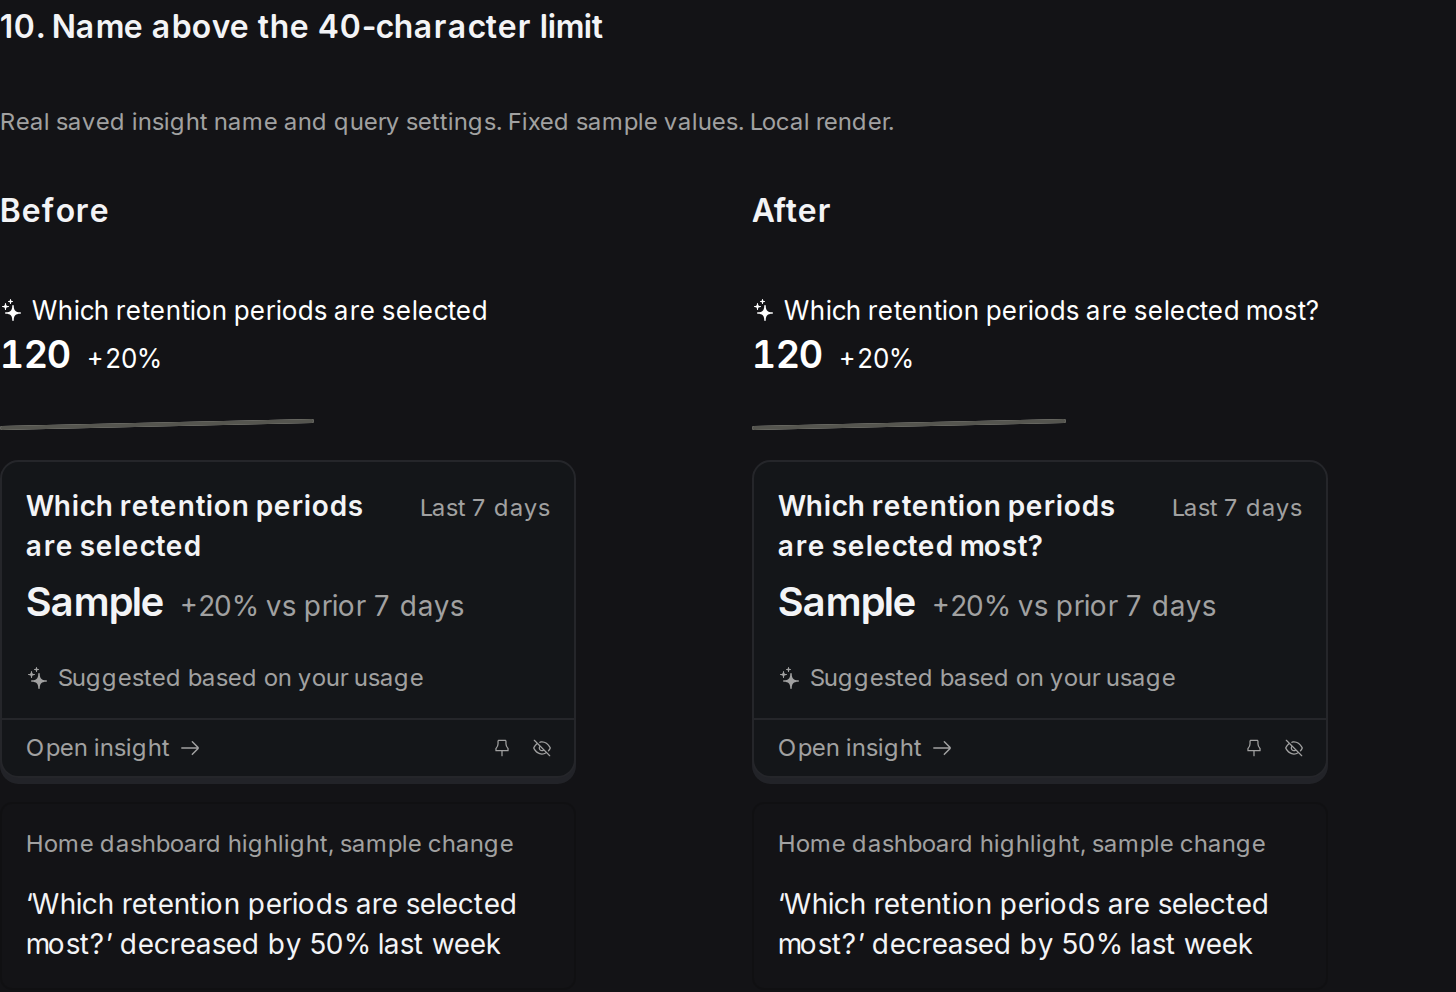 10. Name above the 40-character limit
Real saved insight name and query settings. Fixed sample values. Local render.
Before
Which retention periods are selected
120 +20%
Which retention periods
are selected
Last 7 days
Sample +20% vs prior 7 days
Suggested based on your usage
Open insight →
Home dashboard highlight, sample change
‘Which retention periods are selected
most?’ decreased by 50% last week
After
Which retention periods are selected most?
120 +20%
Which retention periods
are selected most?
Last 7 days
Sample +20% vs prior 7 days
Suggested based on your usage
Open insight →
Home dashboard highlight, sample change
‘Which retention periods are selected
most?’ decreased by 50% last week